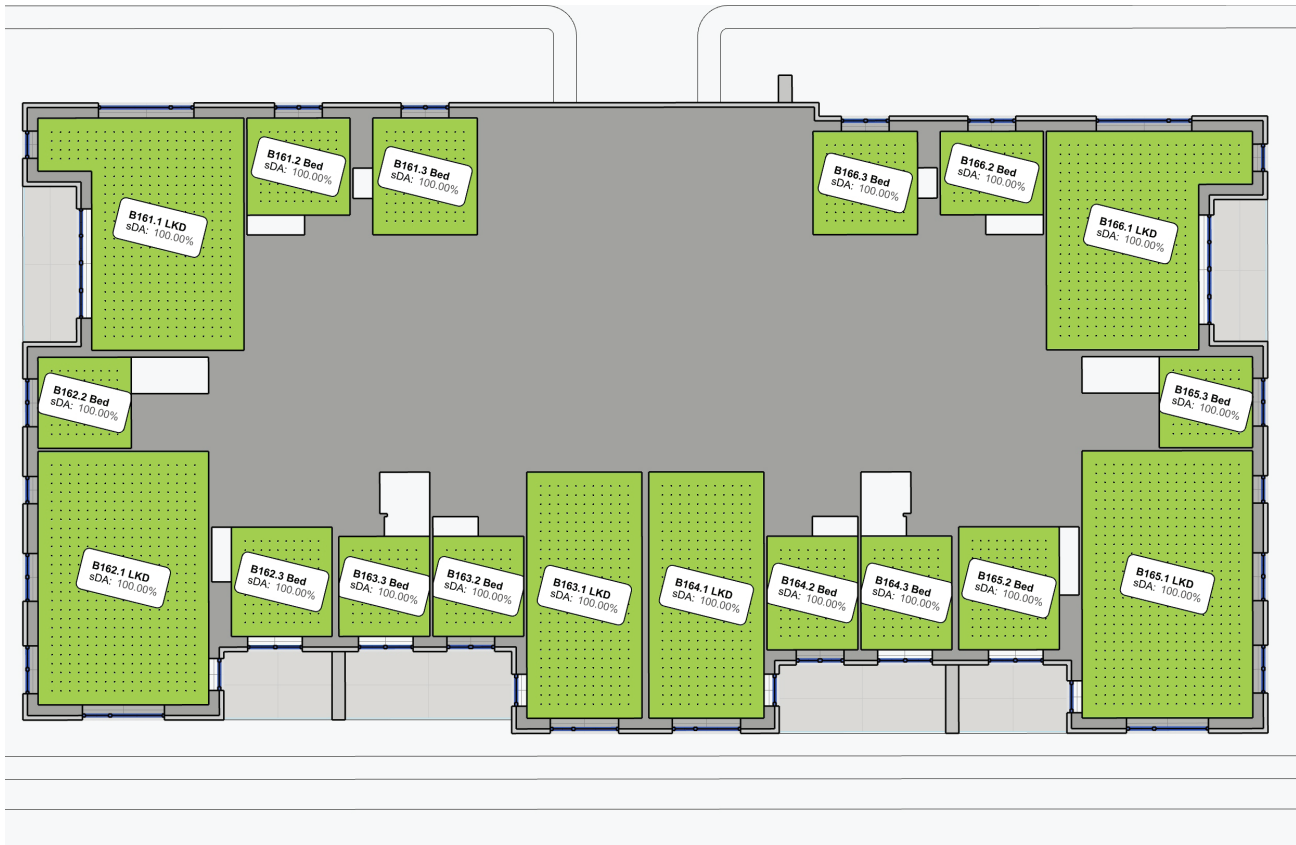 B161.2 Bed
sDA: 100.00%
B161.3 Bed
sDA: 100.00%
B166.3 Bed
sDA: 100.00%
B166.2 Bed
sDA: 100.00%
B161.1 LKD
sDA: 100.00%
B166.1 LKD
sDA: 100.00%
B162.2 Bed
sDA: 100.00%
B165.3 Bed
sDA: 100.00%
B162.1 LKD
sDA: 100.00%
B162.3 Bed
sDA: 100.00%
B163.3 Bed
sDA: 100.00%
B163.2 Bed
sDA: 100.00%
B163.1 LKD
sDA: 100.00%
B164.1 LKD
sDA: 100.00%
B164.2 Bed
sDA: 100.00%
B164.3 Bed
sDA: 100.00%
B165.2 Bed
sDA: 100.00%
B165.1 LKD
sDA: 100.00%